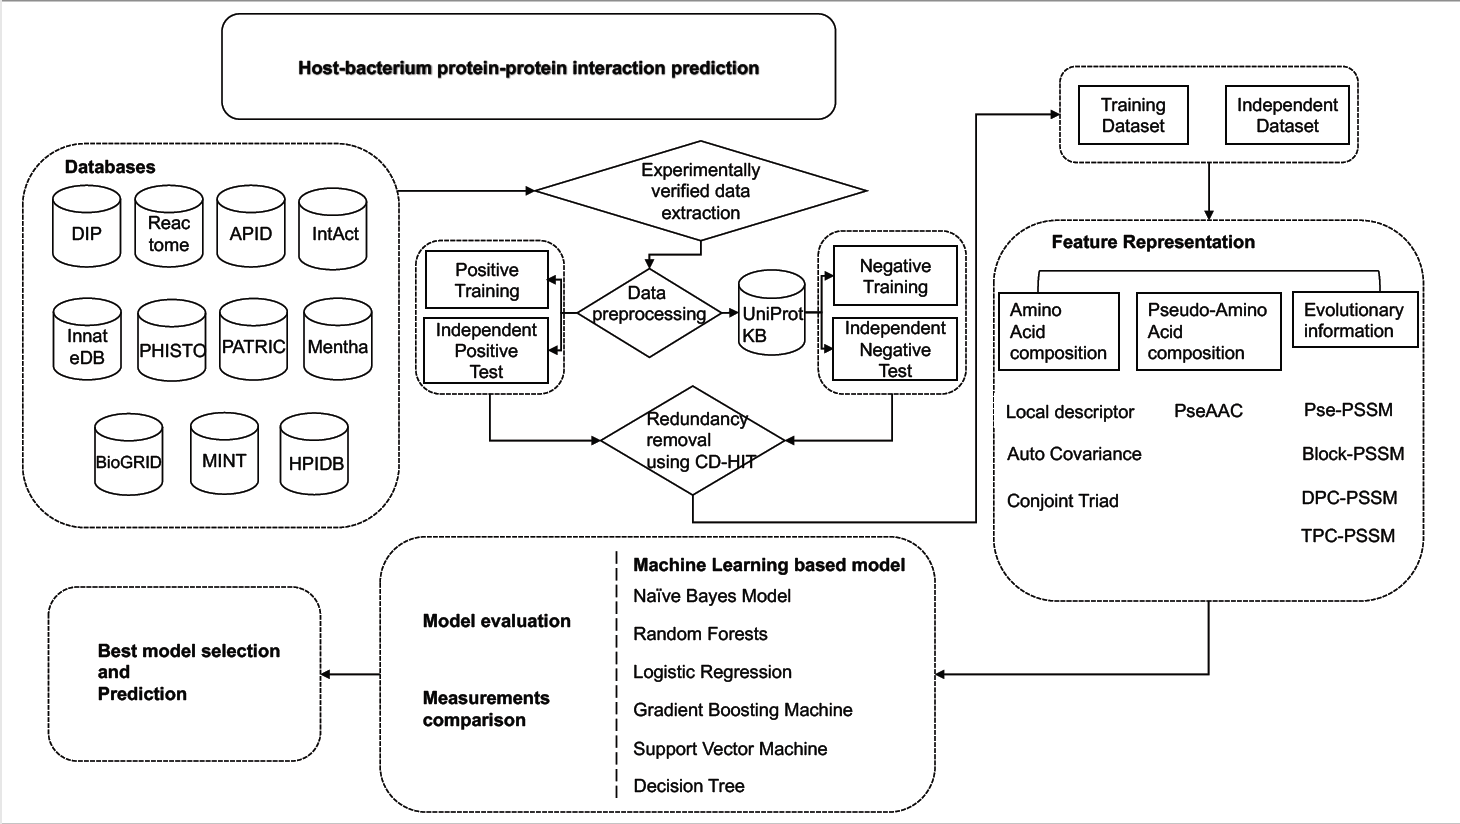 Host-bacterium protein-protein interaction prediction
Databases
DIP
Reac
tome
APID
IntAct
Innat
eDB
PHISTO
PATRIC
Mentha
BioGRID
MINT
HPIDB
Experimentally
verified data
extraction
Positive
Training
Independent
Positive
Test
Data
preprocessing
UniProt
KB
Negative
Training
Independent
Negative
Test
Redundancy
removal
using CD-HIT
Training
Dataset
Independent
Dataset
Feature Representation
Amino
Acid
composition
Pseudo-Amino
Acid
composition
Evolutionary
information
Local descriptor
PseAAC
Pse-PSSM
Auto Covariance
Block-PSSM
Conjoint Triad
DPC-PSSM
TPC-PSSM
Machine Learning based model
Naïve Bayes Model
Random Forests
Logistic Regression
Gradient Boosting Machine
Support Vector Machine
Decision Tree
Model evaluation
Measurements
comparison
Best model selection
and
Prediction